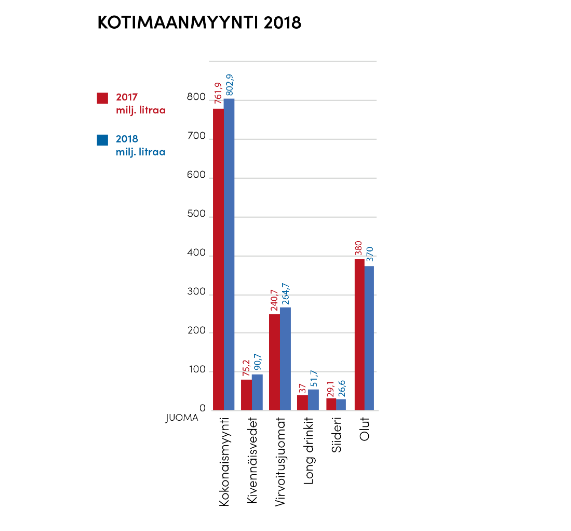 KOTIMAANMYYNTI 2018
2017
milj. litraa
2018
milj. litraa
800
700
600
500
400
300
200
100
0
JUOMA
761,9
802,9
75,2
90,7
240,7
264,7
37
51,7
29,1
26,6
380
370
Kokonaismyynti
Kivennäisvedet
Virvoitusjuomat
Long drinkit
Siideri
Olut